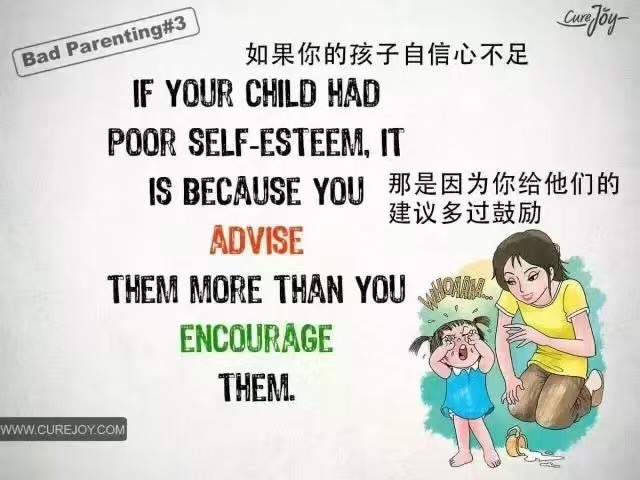 Bad Parenting#3
CureJoy
如果你的孩子自信心不足
IF YOUR CHILD HAD
POOR SELF-ESTEEM, IT
IS BECAUSE YOU
那是因为你给他们的
建议多过鼓励
ADVISE
THEM MORE THAN YOU
ENCOURAGE
THEM.
WHOAHH...
WWW.CUREJOY.COM